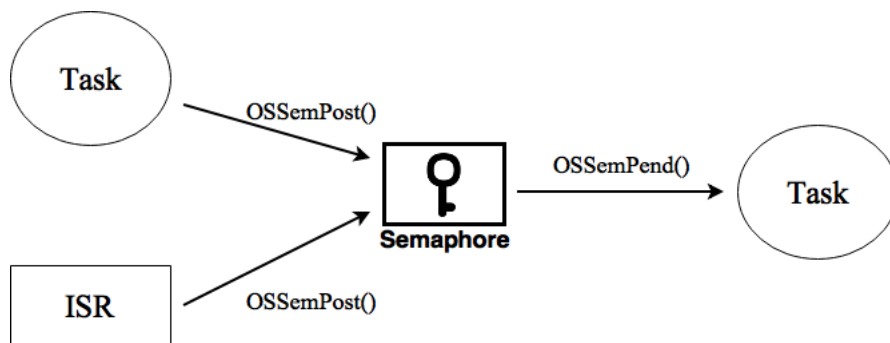 Task
OSSemPost()
OSSemPend()
Task
Semaphore
ISR
OSSemPost()